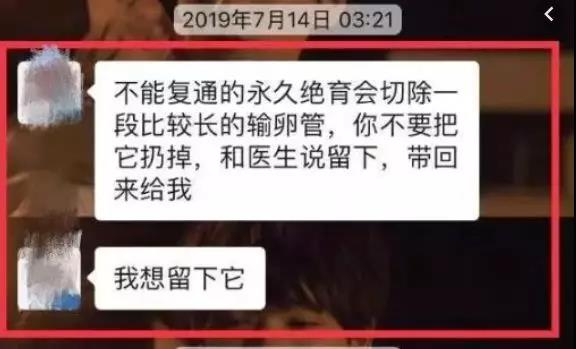 2019年7月14日 03:21
不能复通的永久绝育会切除一
段比较长的输卵管，你不要把
它扔掉，和医生说留下，带回
来给我
我想留下它